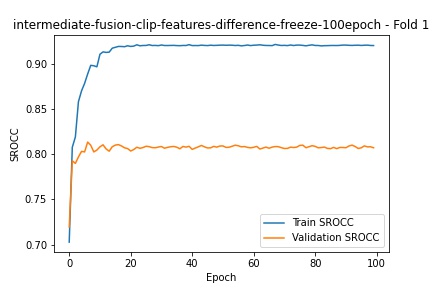 intermediate-fusion-clip-features-difference-freeze-100epoch - Fold 1
SROCC
0.90
0.85
0.80
0.75
0.70
0
20
40
60
80
100
Epoch
Train SROCC
Validation SROCC